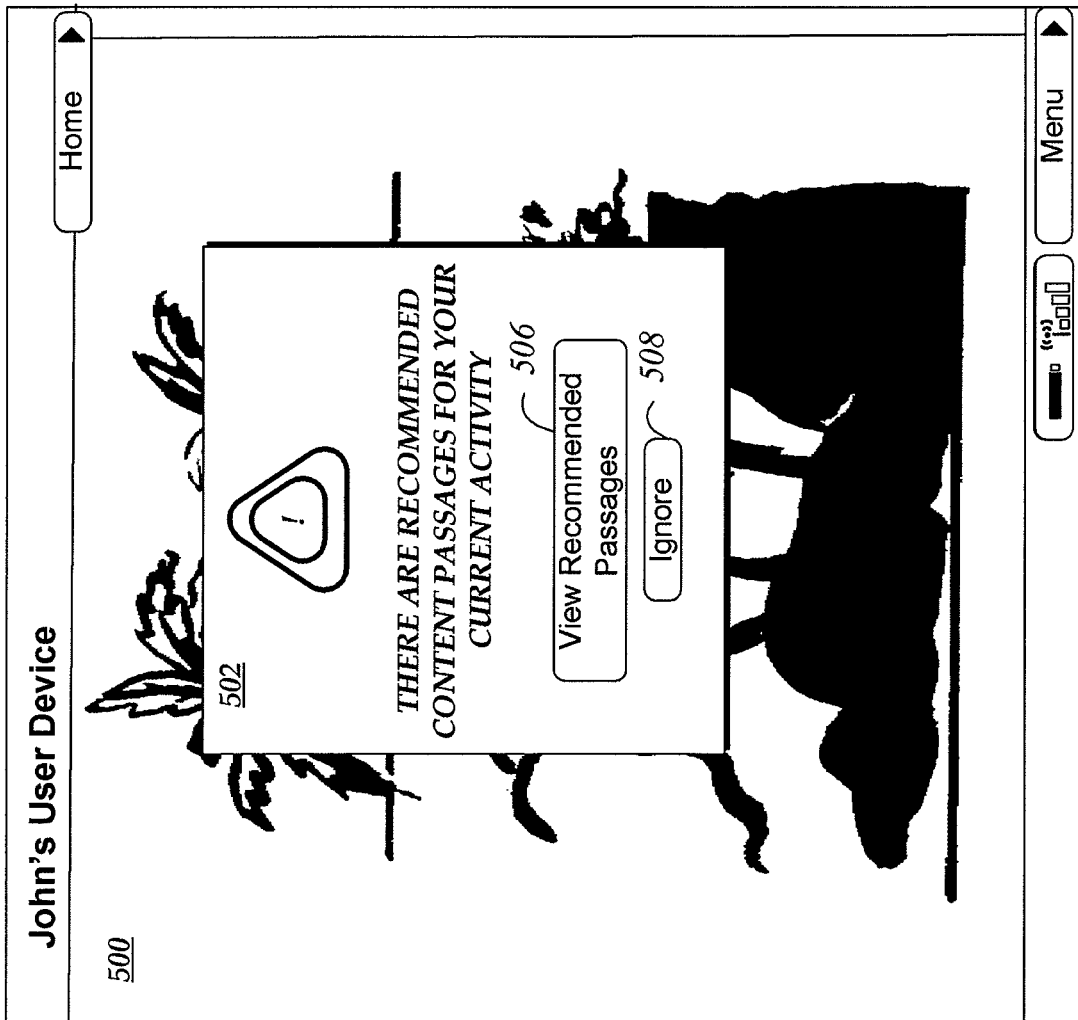 John's User Device
Home
500
502
!
THERE ARE RECOMMENDED
CONTENT PASSAGES FOR YOUR
CURRENT ACTIVITY
506
View Recommended
Passages
508
Ignore
Menu